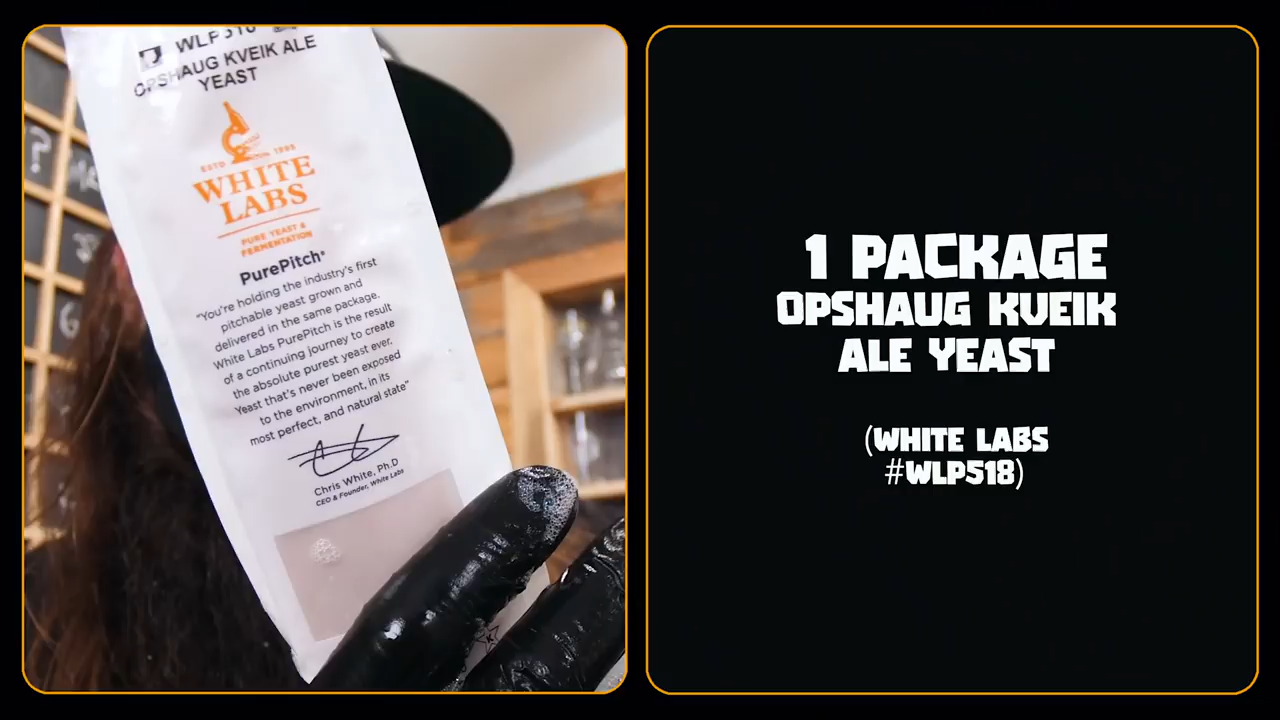 WLP518
OPSHAUG KVEIK ALE
YEAST
ESTD 1995
WHITE
LABS
PURE YEAST &
FERMENTATION
PurePitch®
"You're holding the industry's first
pitchable yeast grown and
delivered in the same package.
White Labs PurePitch is the result
of a continuing journey to create
the absolute purest yeast ever.
Yeast that's never been exposed
to the environment, in its
most perfect, and natural state"
Chris White, Ph.D
CEO & Founder, White Labs
?
1 PACKAGE
OPSHAUG KVEIK
ALE YEAST
(WHITE LABS
#WLP518)